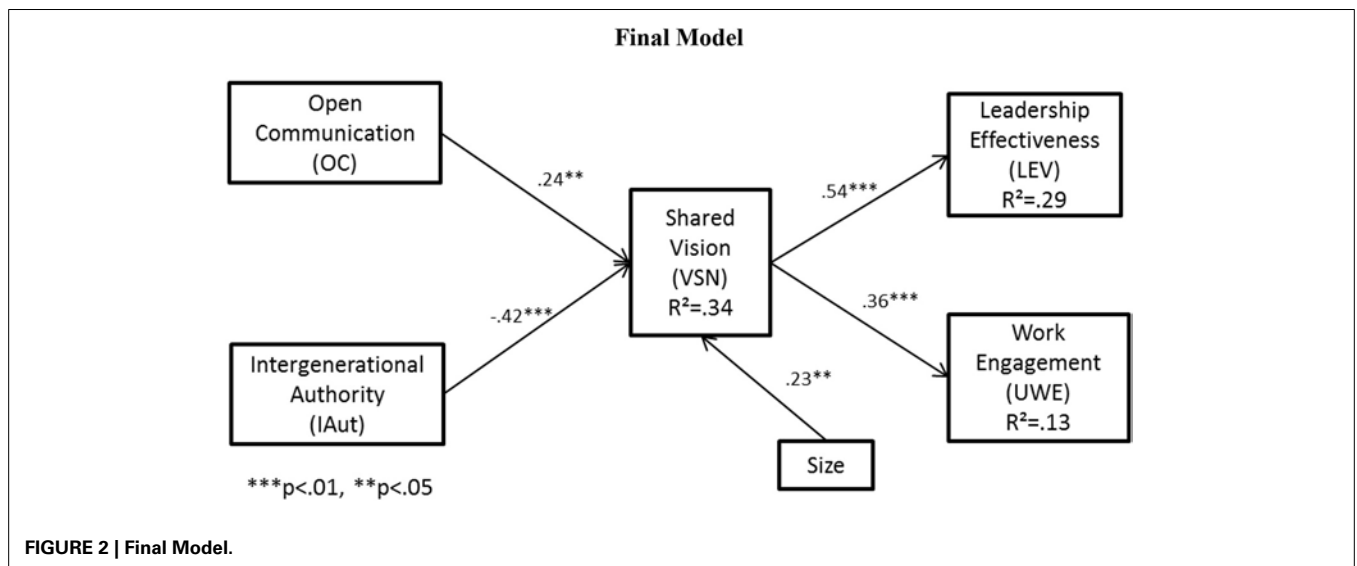 Final Model
Open
Communication
(OC)
.24**
Intergenerational
Authority
(IAut)
-.42***
Shared
Vision
(VSN)
R²=.34
.54***
.36***
.23**
Size
Leadership
Effectiveness
(LEV)
R²=.29
Work
Engagement
(UWE)
R²=.13
***p<.01, **p<.05
FIGURE 2 | Final Model.